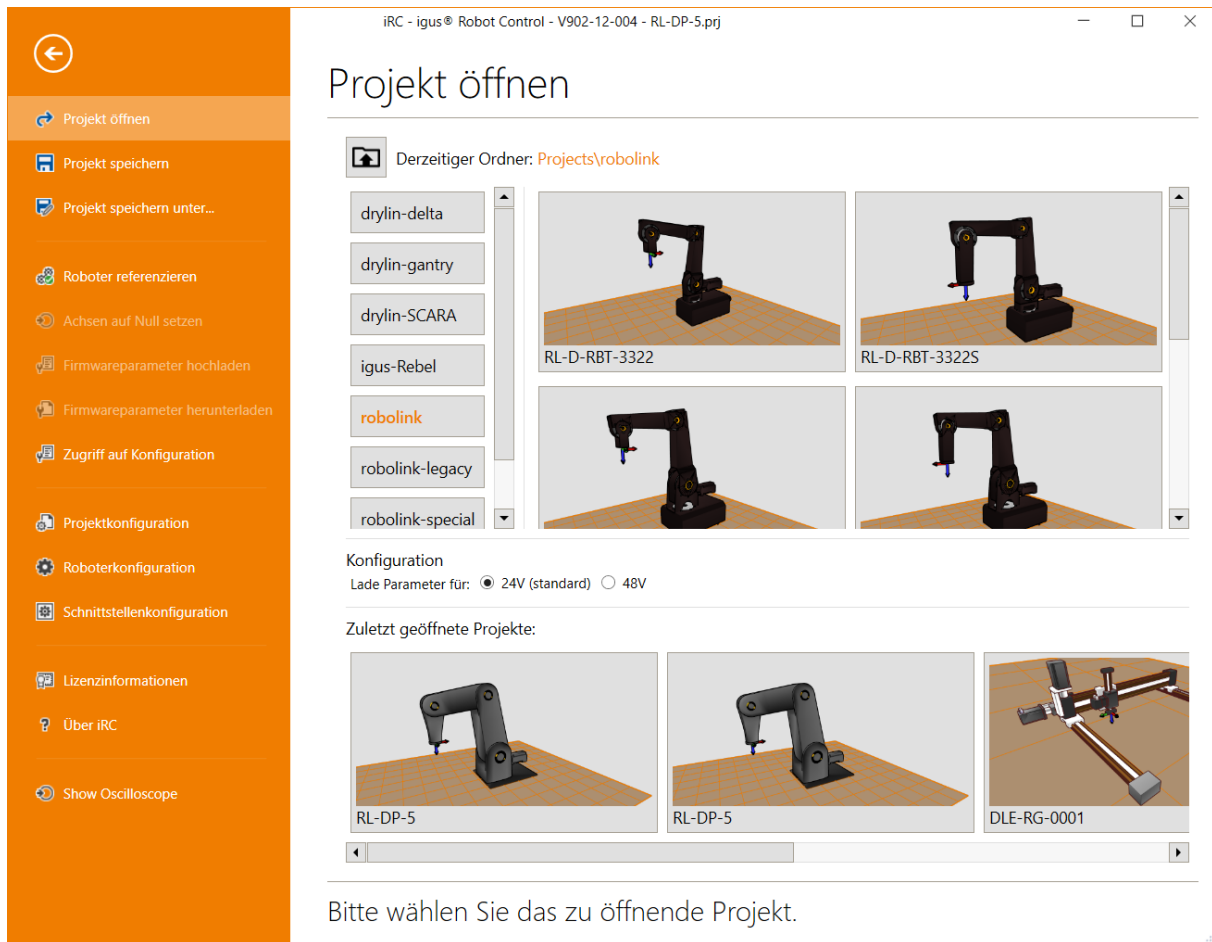 iRC - igus® Robot Control - V902-12-004 - RL-DP-5.prj
Projekt öffnen
Projekt speichern
Projekt speichern unter...
Roboter referenzieren
Achsen auf Null setzen
Firmwareparameter hochladen
Firmwareparameter herunterladen
Zugriff auf Konfiguration
Projektkonfiguration
Roboterkonfiguration
Schnittstellenkonfiguration
Lizenzinformationen
Über iRC
Show Oscilloscope
Projekt öffnen
Derzeitiger Ordner: Projects\robolink
drylin-delta
drylin-gantry
drylin-SCARA
igus-Rebel
robolink
robolink-legacy
robolink-special
RL-D-RBT-3322
RL-D-RBT-3322S
Konfiguration
Lade Parameter für: 24V (standard) 48V
Zuletzt geöffnete Projekte:
RL-DP-5
RL-DP-5
DLE-RG-0001
Bitte wählen Sie das zu öffnende Projekt.